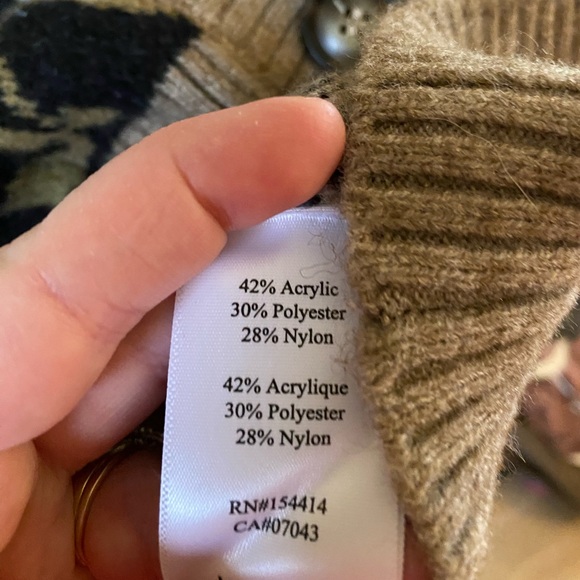 42% Acrylic
30% Polyester
28% Nylon
42% Acrylique
30% Polyester
28% Nylon
RN#154414
CA#07043